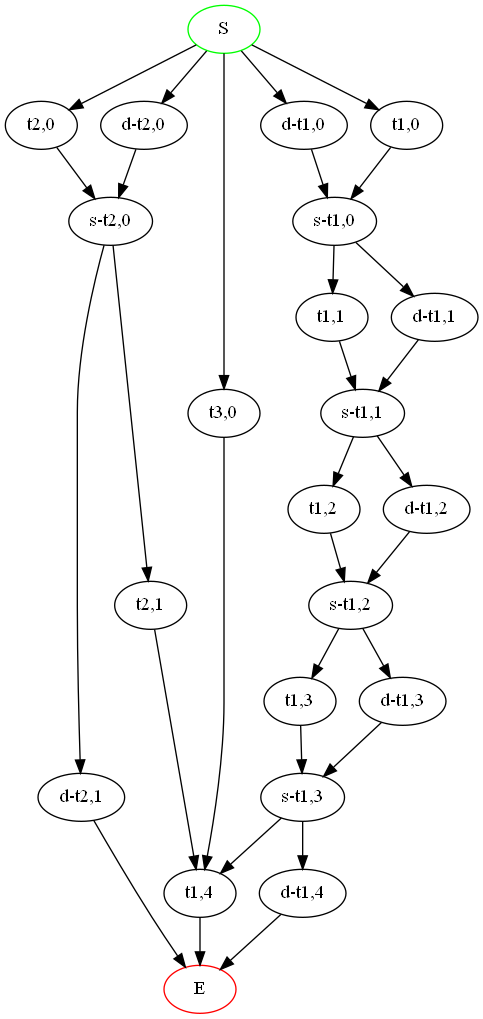 S
t2,0
d-t2,0
d-t1,0
t1,0
s-t2,0
s-t1,0
t1,1
d-t1,1
t3,0
s-t1,1
t1,2
d-t1,2
t2,1
s-t1,2
t1,3
d-t1,3
d-t2,1
s-t1,3
t1,4
d-t1,4
E